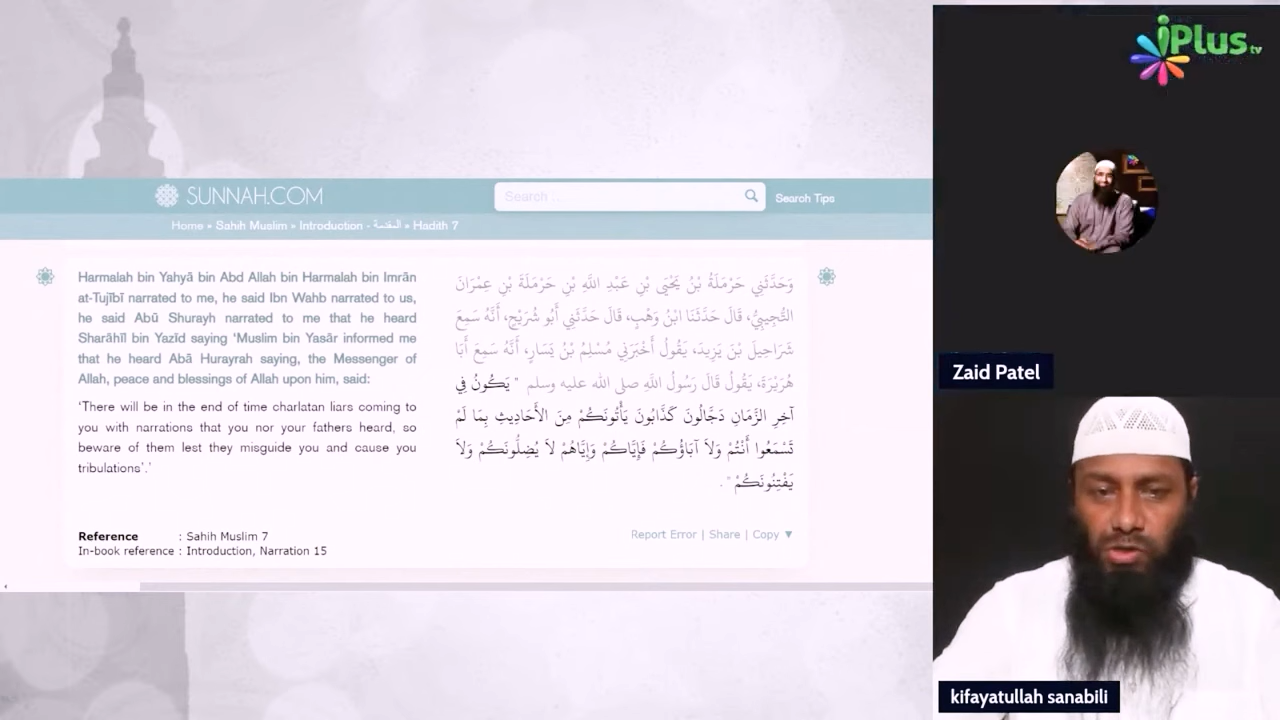 SUNNAH.COM
Search ...
Search Tips
Home » Sahih Muslim » Introduction - المقدمة » Hadith 7
Harmalah bin Yahyā bin Abd Allah bin Harmalah bin Imrān
at-Tujībī narrated to me, he said Ibn Wahb narrated to us,
he said Abū Shurayh narrated to me that he heard
Sharāhīl bin Yazīd saying ‘Muslim bin Yasār informed me
that he heard Abā Hurayrah saying, the Messenger of
Allah, peace and blessings of Allah upon him, said:
‘There will be in the end of time charlatan liars coming to
you with narrations that you nor your fathers heard, so
beware of them lest they misguide you and cause you
tribulations’.’
وَحَدَّثَنِي حَرْمَلَةُ بْنُ يَحْيَى بْنِ عَبْدِ اللَّهِ بْنِ حَرْمَلَةَ بْنِ عِمْرَانَ
التُّجِيبِيُّ، قَالَ حَدَّثَنَا ابْنُ وَهْبٍ، قَالَ حَدَّثَنِي أَبُو شُرَيْحٍ، أَنَّهُ سَمِعَ
شَرَاحِيلَ بْنَ يَزِيدَ، يَقُولُ أَخْبَرَنِي مُسْلِمُ بْنُ يَسَارٍ، أَنَّهُ سَمِعَ أَبَا
هُرَيْرَةَ، يَقُولُ قَالَ رَسُولُ اللَّهِ صلى الله عليه وسلم ‏"‏ يَكُونُ فِي
آخِرِ الزَّمَانِ دَجَّالُونَ كَذَّابُونَ يَأْتُونَكُمْ مِنَ الأَحَادِيثِ بِمَا لَمْ
تَسْمَعُوا أَنْتُمْ وَلاَ آبَاؤُكُمْ فَإِيَّاكُمْ وَإِيَّاهُمْ لاَ يُضِلُّونَكُمْ وَلاَ
يَفْتِنُونَكُمْ ‏"‏ ‏.‏
Reference : Sahih Muslim 7
In-book reference : Introduction, Narration 15
Report Error | Share | Copy ▼
iPlus tv
Zaid Patel
kifayatullah sanabili